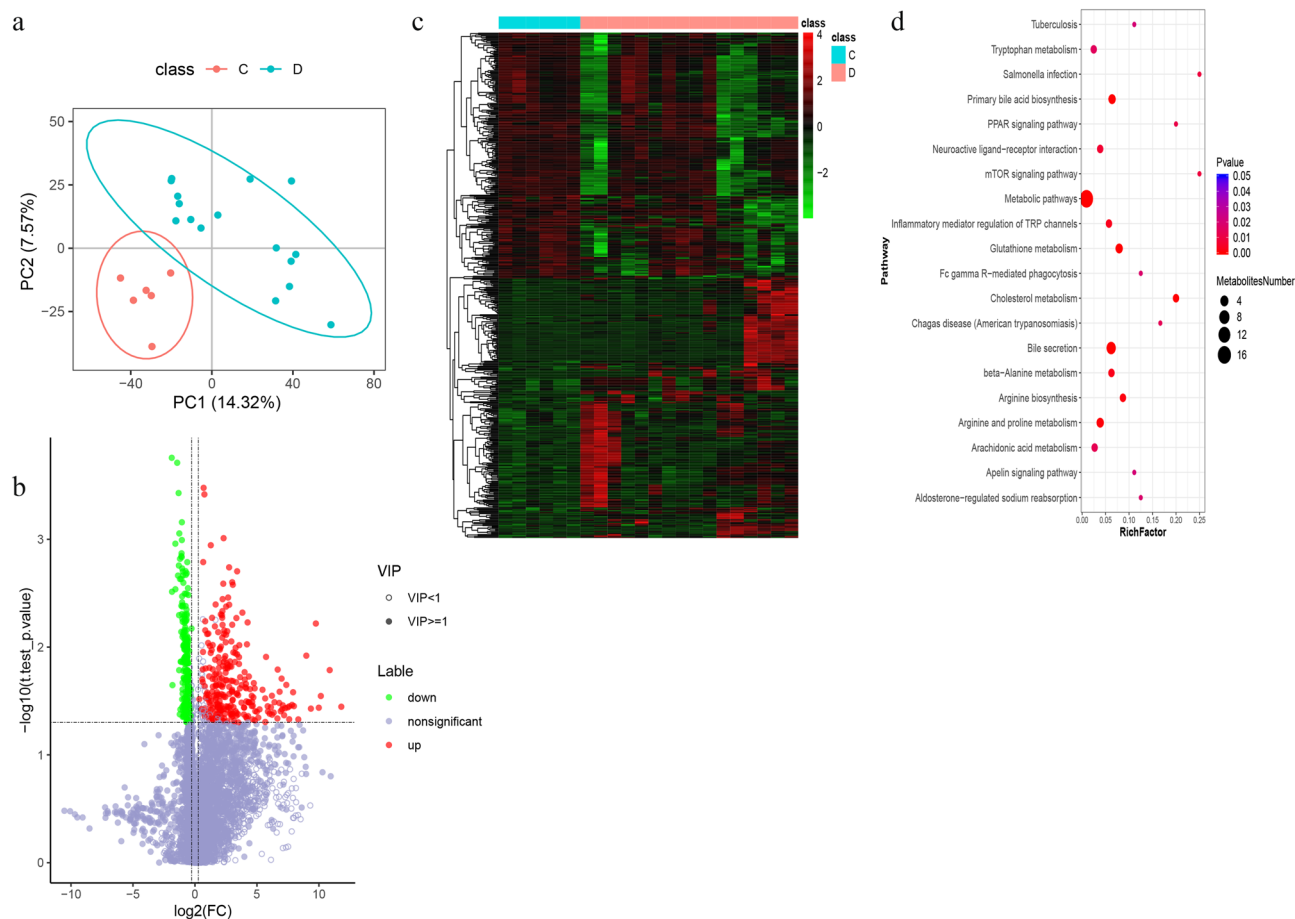 a
class C D
50
25
0
−25
PC2 (7.57%)
−40 0 40 80
PC1 (14.32%)
b
3
2
1
0
−log10(t.test_p.value)
−10 −5 0 5 10
log2(FC)
VIP
VIP<1
VIP>=1
Lable
down
nonsignificant
up
c
class
4
2
0
−2
class
C
D
d
Pathway
Tuberculosis
Tryptophan metabolism
Salmonella infection
Primary bile acid biosynthesis
PPAR signaling pathway
Neuroactive ligand−receptor interaction
mTOR signaling pathway
Metabolic pathways
Inflammatory mediator regulation of TRP channels
Glutathione metabolism
Fc gamma R−mediated phagocytosis
Cholesterol metabolism
Chagas disease (American trypanosomiasis)
Bile secretion
beta−Alanine metabolism
Arginine biosynthesis
Arginine and proline metabolism
Arachidonic acid metabolism
Apelin signaling pathway
Aldosterone−regulated sodium reabsorption
0.00 0.05 0.10 0.15 0.20 0.25
RichFactor
Pvalue
0.05
0.04
0.03
0.02
0.01
0.00
MetabolitesNumber
4
8
12
16